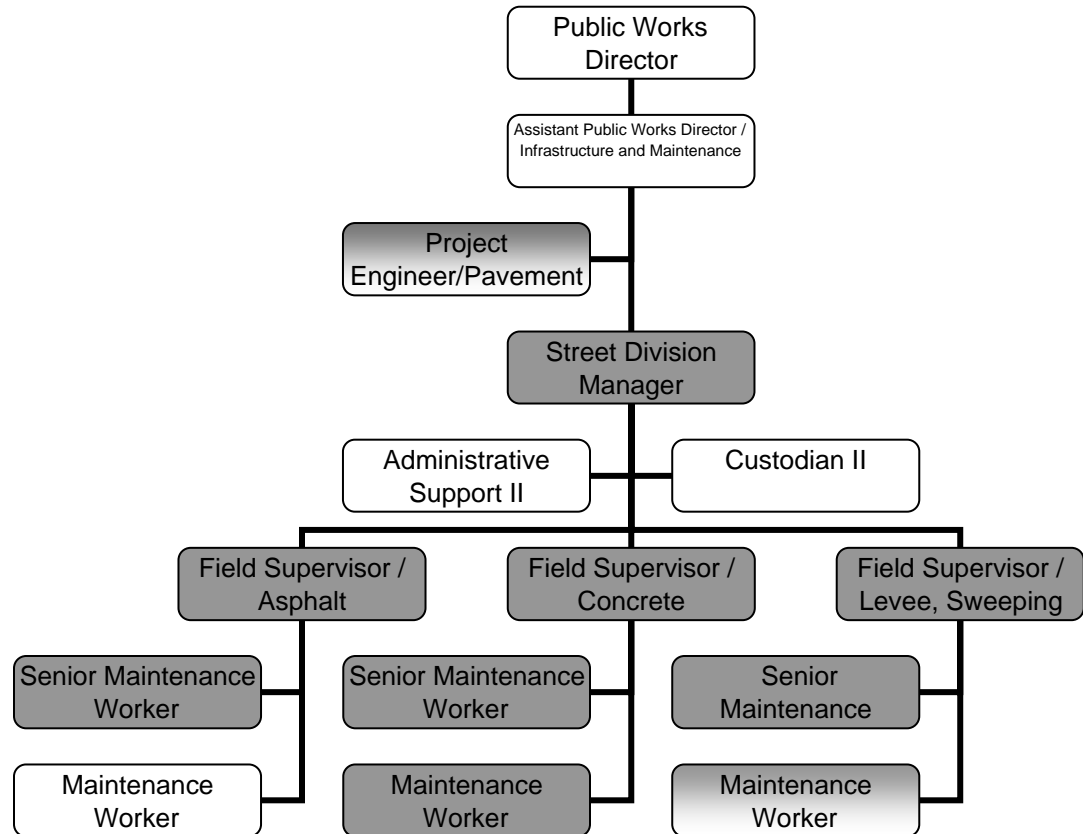 Public Works
Director
Assistant Public Works Director /
Infrastructure and Maintenance
Project
Engineer/Pavement
Street Division
Manager
Administrative
Support II
Custodian II
Field Supervisor /
Asphalt
Field Supervisor /
Concrete
Field Supervisor /
Levee, Sweeping
Senior Maintenance
Worker
Senior Maintenance
Worker
Senior
Maintenance
Maintenance
Worker
Maintenance
Worker
Maintenance
Worker